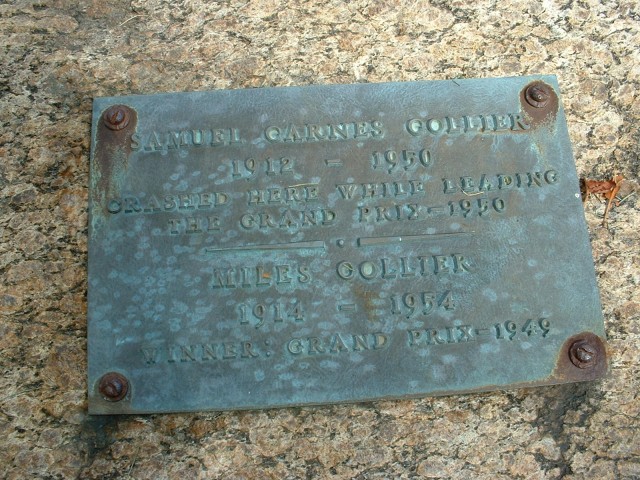 SAMUEL CARNES COLLIER
1912 - 1950
CRASHED HERE WHILE LEADING
THE GRAND PRIX-1950
MILES COLLIER
1914 - 1954
WINNER: GRAND PRIX-1949